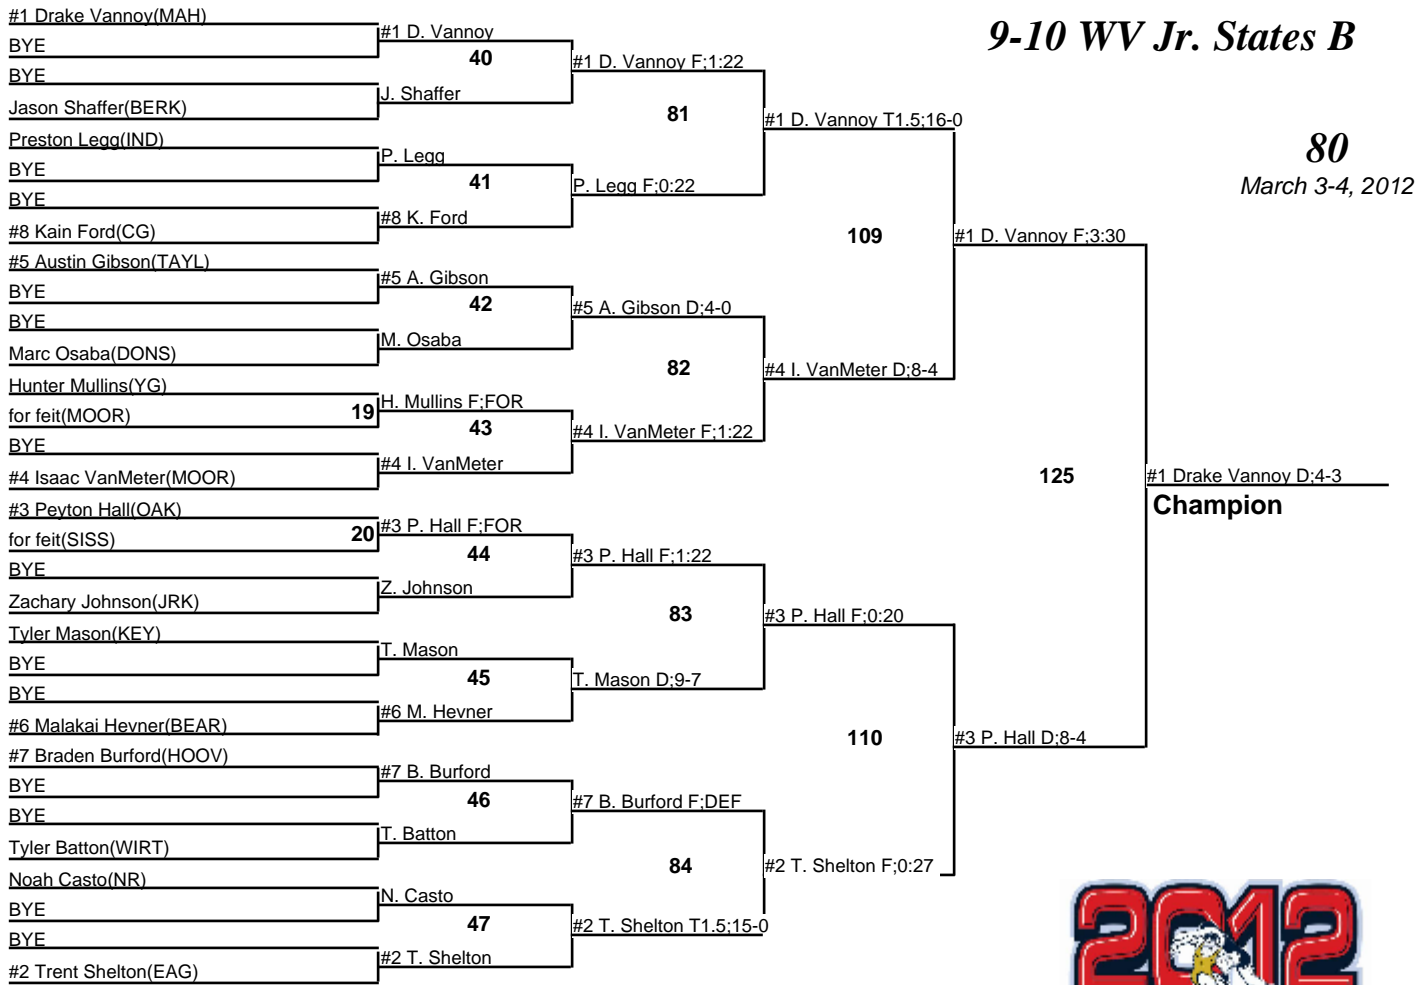 9-10 WV Jr. States B
80
March 3-4, 2012
#1 Drake Vannoy(MAH)
BYE
BYE
Jason Shaffer(BERK)
Preston Legg(IND)
BYE
BYE
#8 Kain Ford(CG)
#5 Austin Gibson(TAYL)
BYE
BYE
Marc Osaba(DONS)
Hunter Mullins(YG)
for feit(MOOR)
BYE
#4 Isaac VanMeter(MOOR)
#3 Peyton Hall(OAK)
for feit(SISS)
BYE
Zachary Johnson(JRK)
Tyler Mason(KEY)
BYE
BYE
#6 Malakai Hevner(BEAR)
#7 Braden Burford(HOOV)
BYE
BYE
Tyler Batton(WIRT)
Noah Casto(NR)
BYE
BYE
#2 Trent Shelton(EAG)
19
20
#1 D. Vannoy
40
J. Shaffer
P. Legg
41
#8 K. Ford
#5 A. Gibson
42
M. Osaba
H. Mullins F;FOR
43
#4 I. VanMeter
#3 P. Hall F;FOR
44
Z. Johnson
T. Mason
45
#6 M. Hevner
#7 B. Burford
46
T. Batton
N. Casto
47
#2 T. Shelton
#1 D. Vannoy F;1:22
81
P. Legg F;0:22
#5 A. Gibson D;4-0
82
#4 I. VanMeter F;1:22
#3 P. Hall F;1:22
83
T. Mason D;9-7
#7 B. Burford F;DEF
84
#2 T. Shelton T1.5;15-0
#1 D. Vannoy T1.5;16-0
109
#4 I. VanMeter D;8-4
#3 P. Hall F;0:20
110
#2 T. Shelton F;0:27
#1 D. Vannoy F;3:30
125
#3 P. Hall D;8-4
#1 Drake Vannoy D;4-3
Champion
2012